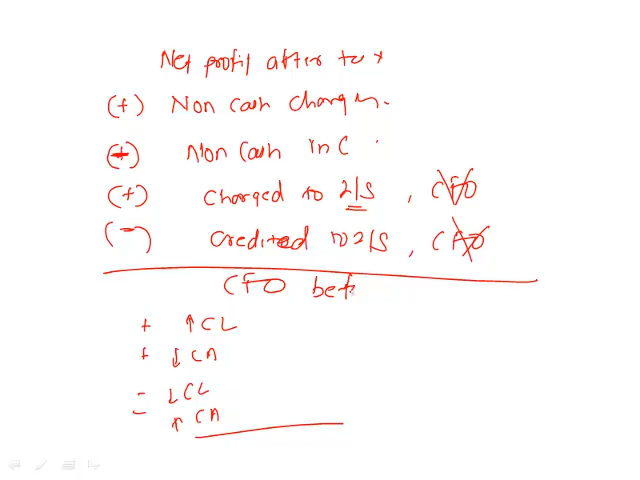 Net profit after tax
(+) Non cash charges.
(+) Non cash inc
(+) Charged to I/S, CFO
(-) Credited to I/S, CFO
CFO bef
+ ↑ CL
+ ↓ CA
- ↓ CL
- ↑ CA